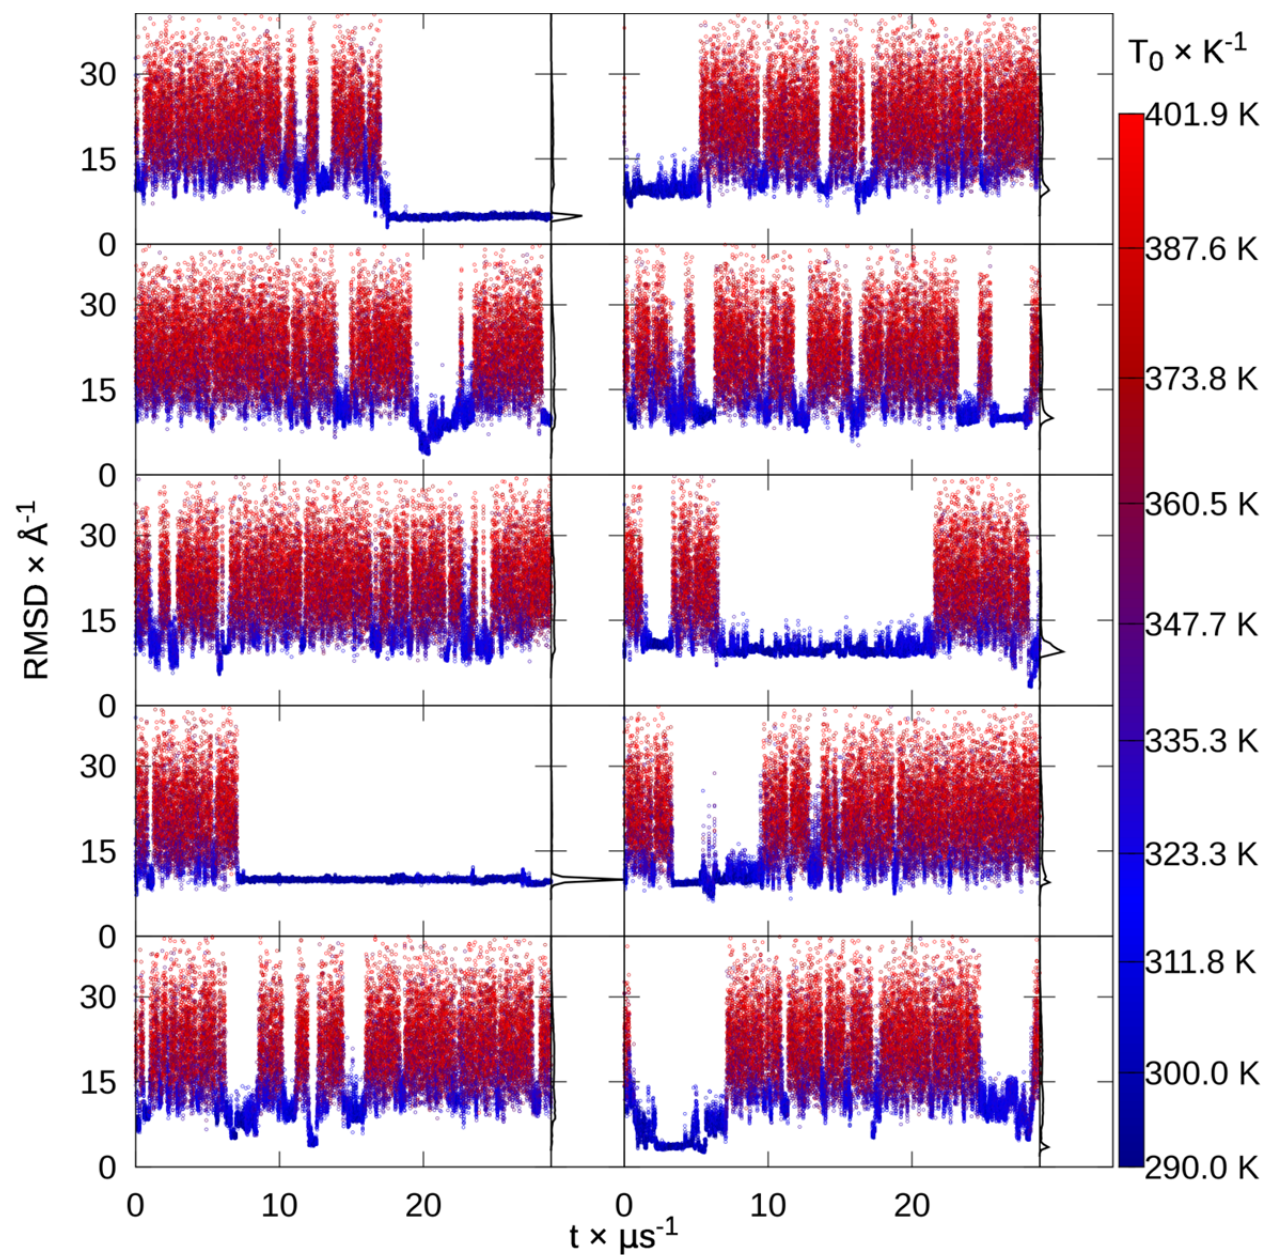 T0 × K-1
30
15
0
30
15
0
30
15
0
30
15
0
30
15
0
0 10 20 0 10 20
t × µs-1
RMSD × Å-1
401.9 K
387.6 K
373.8 K
360.5 K
347.7 K
335.3 K
323.3 K
311.8 K
300.0 K
290.0 K